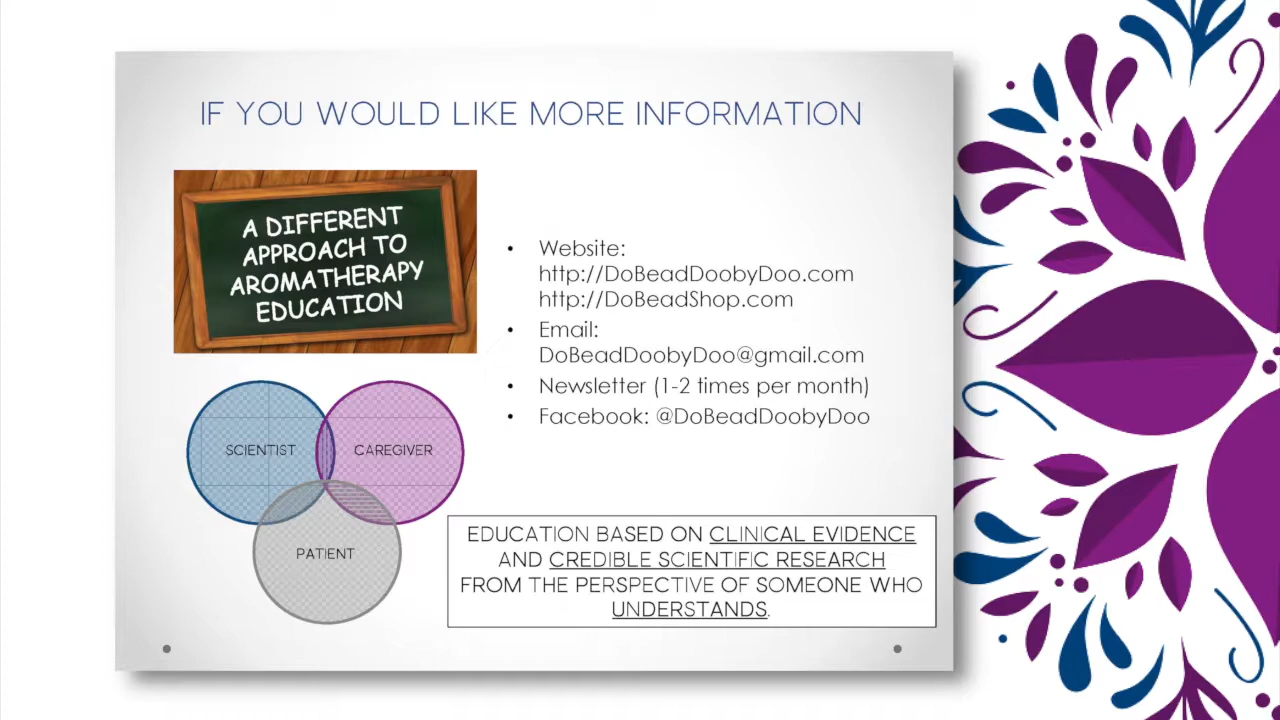 IF YOU WOULD LIKE MORE INFORMATION
A DIFFERENT
APPROACH TO
AROMATHERAPY
EDUCATION
• Website:
http://DoBeadDoobyDoo.com
http://DoBeadShop.com
• Email:
DoBeadDoobyDoo@gmail.com
• Newsletter (1-2 times per month)
• Facebook: @DoBeadDoobyDoo
SCIENTIST
CAREGIVER
PATIENT
EDUCATION BASED ON CLINICAL EVIDENCE
AND CREDIBLE SCIENTIFIC RESEARCH
FROM THE PERSPECTIVE OF SOMEONE WHO
UNDERSTANDS.